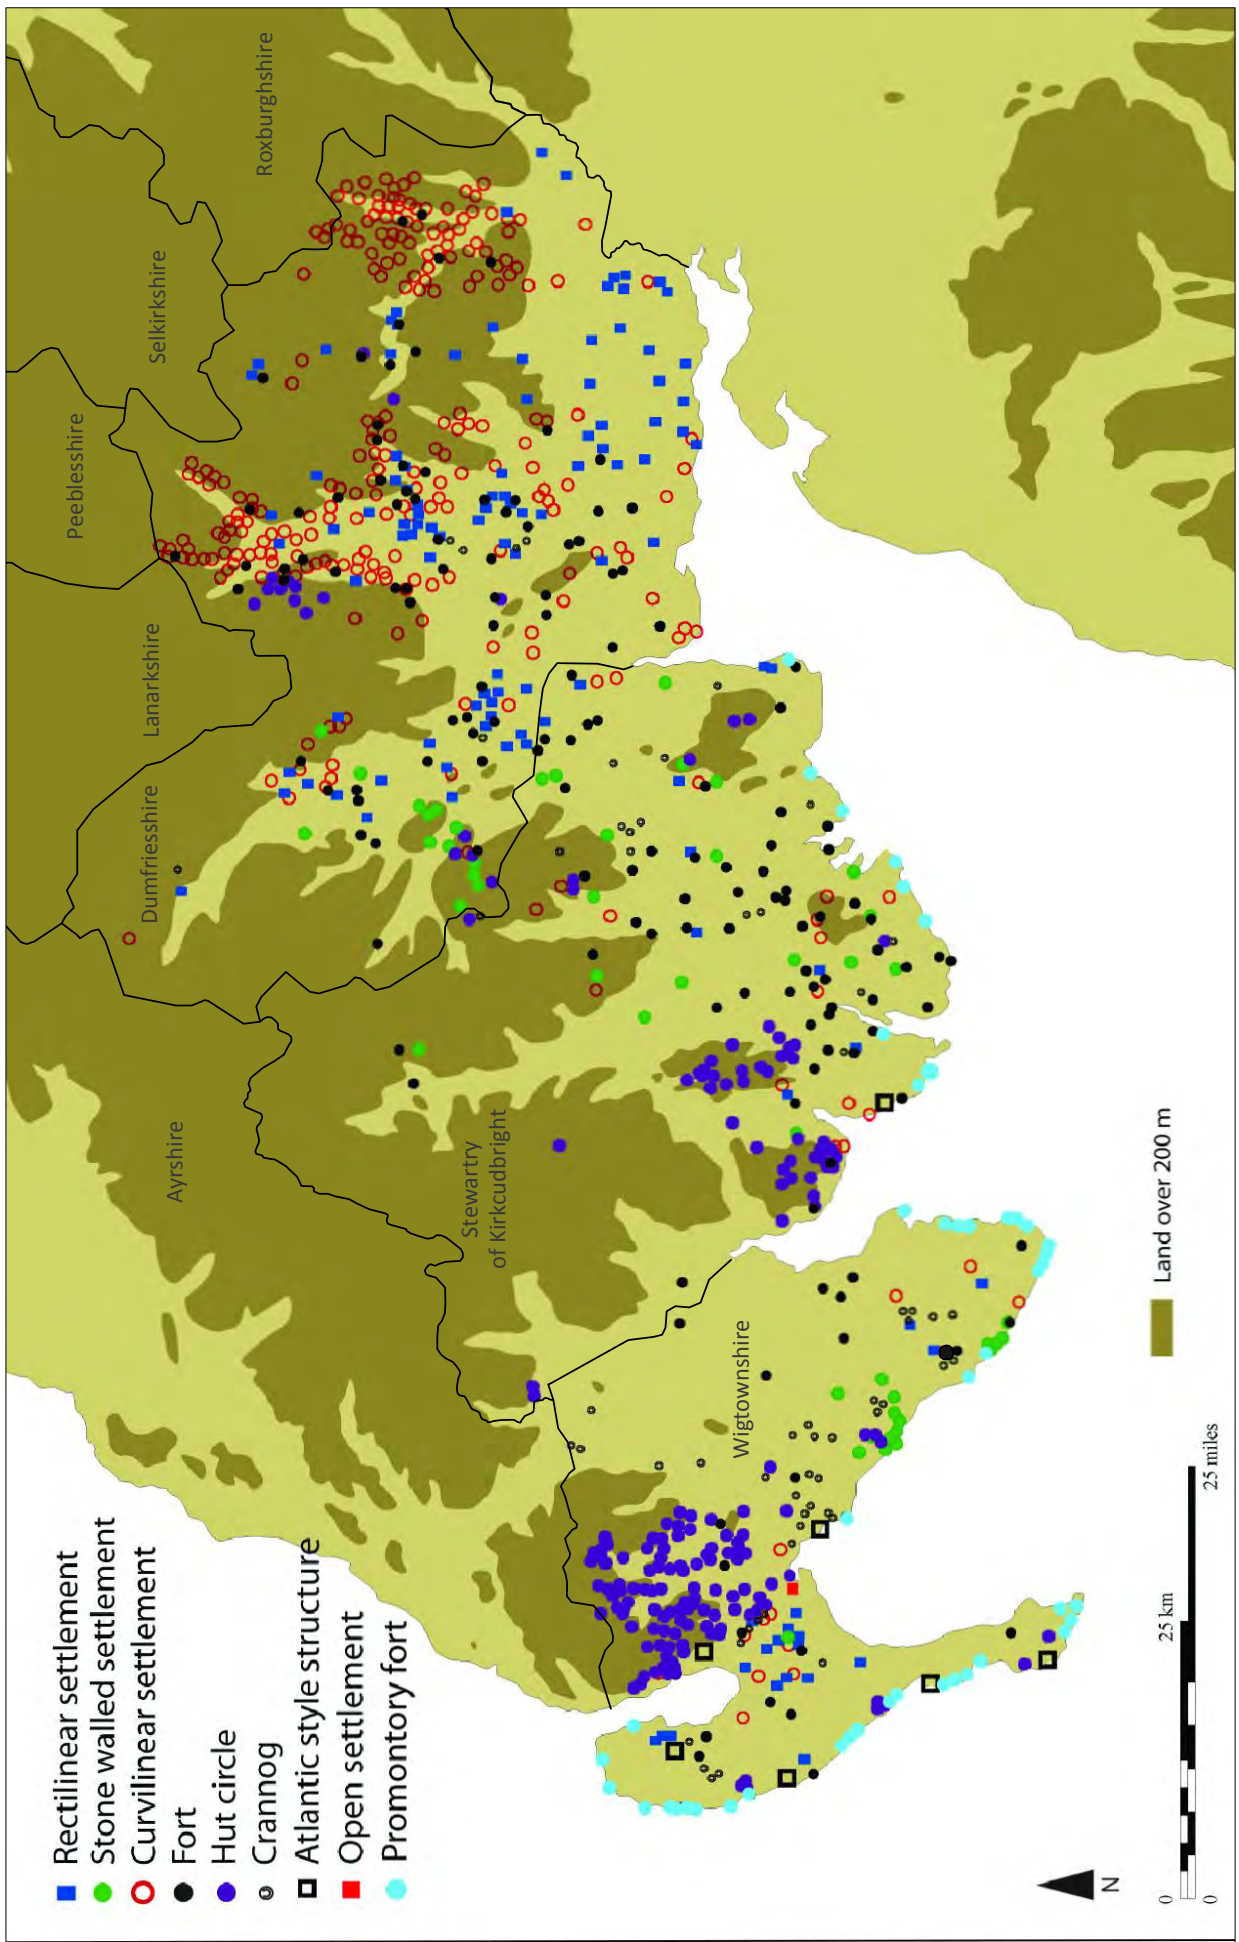 Rectilinear settlement
Stone walled settlement
Curvilinear settlement
Fort
Hut circle
Crannog
Atlantic style structure
Open settlement
Promontory fort
Ayrshire
Dumfriesshire
Lanarkshire
Peeblesshire
Selkirkshire
Roxburghshire
Stewartry
of Kirkcudbright
Wigtownshire
Land over 200 m
N
0
25 km
0
25 miles